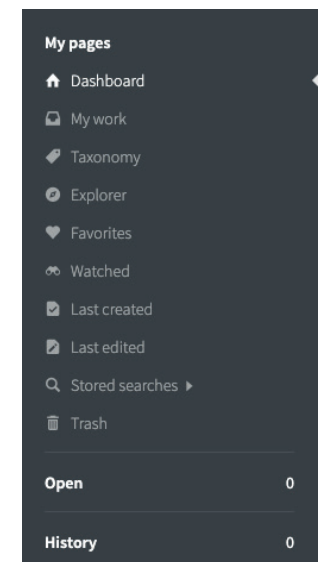 My pages
Dashboard
My work
Taxonomy
Explorer
Favorites
Watched
Last created
Last edited
Stored searches
Trash
Open 0
History 0